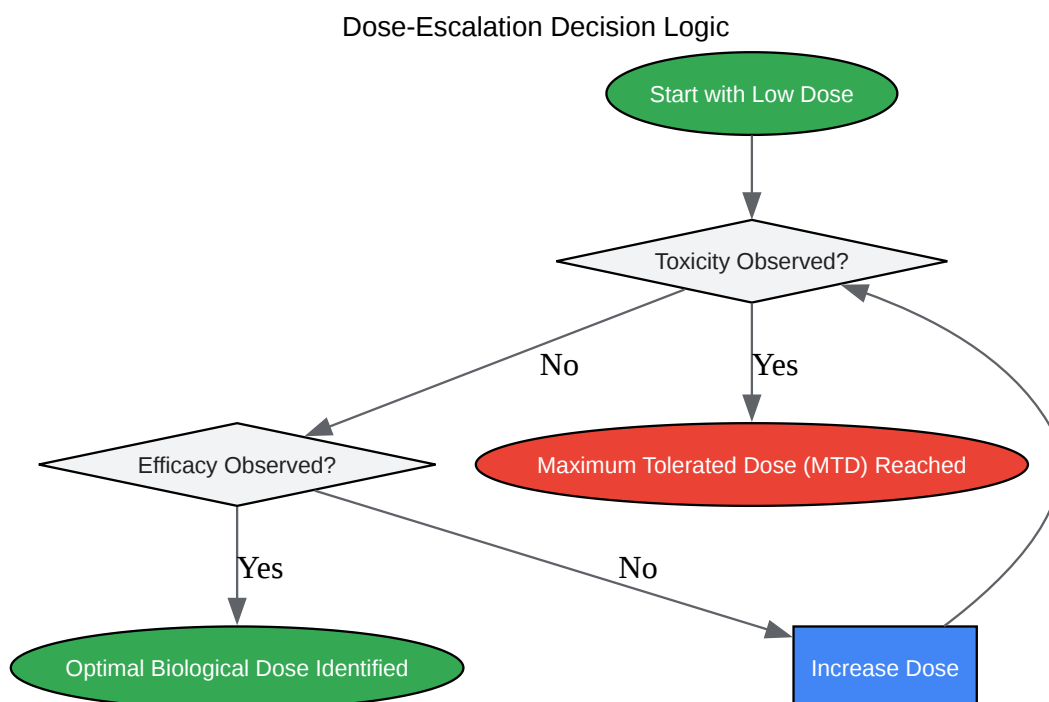 Dose-Escalation Decision Logic
Start with Low Dose
Toxicity Observed?
No
Yes
Efficacy Observed?
Maximum Tolerated Dose (MTD) Reached
Yes
No
Optimal Biological Dose Identified
Increase Dose